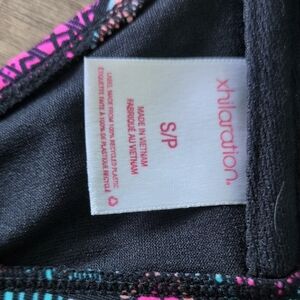 xhilaration.
S/P
MADE IN VIETNAM
FABRIQUÉ AU VIETNAM
LABEL MADE FROM 100% RECYCLED PLASTIC
ÉTIQUETTE FAITE À 100% DE PLASTIQUE RECYCLÉ